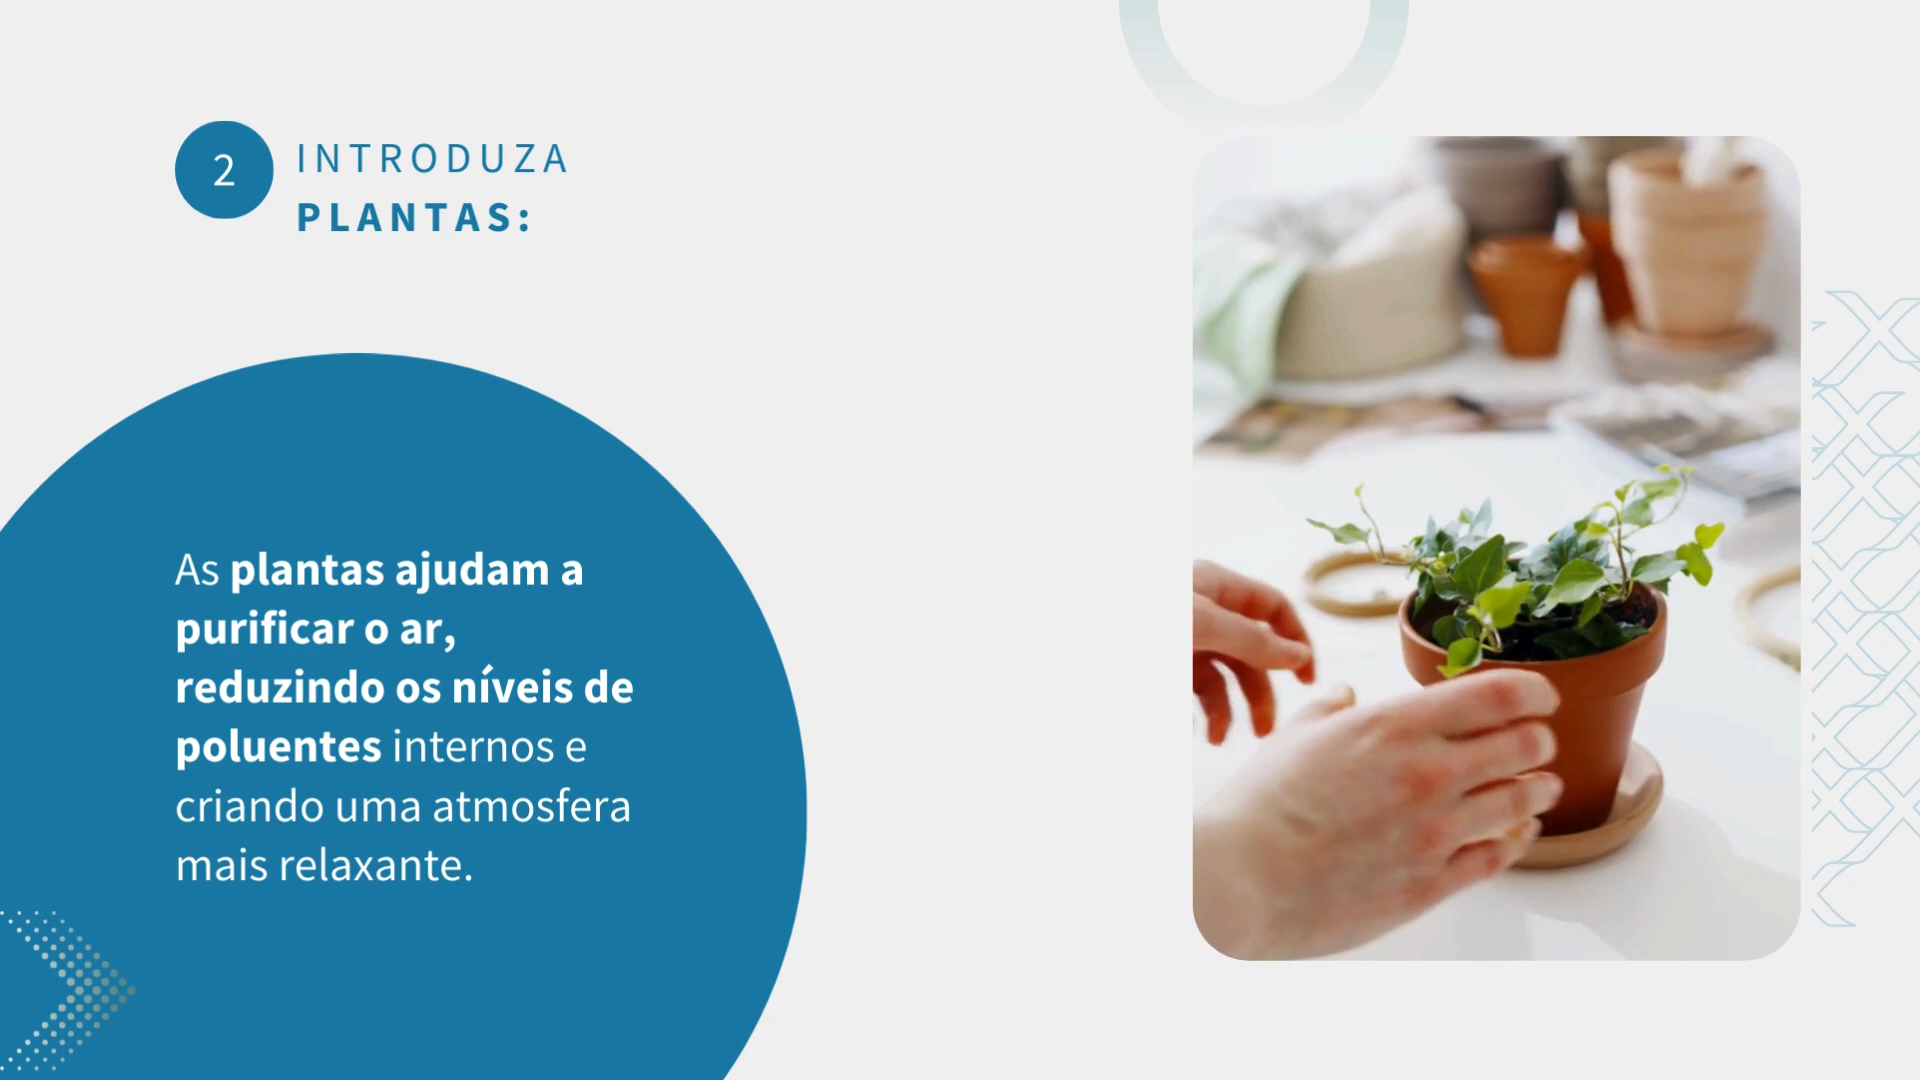 2
INTRODUZA
PLANTAS:
As plantas ajudam a
purificar o ar,
reduzindo os níveis de
poluentes internos e
criando uma atmosfera
mais relaxante.